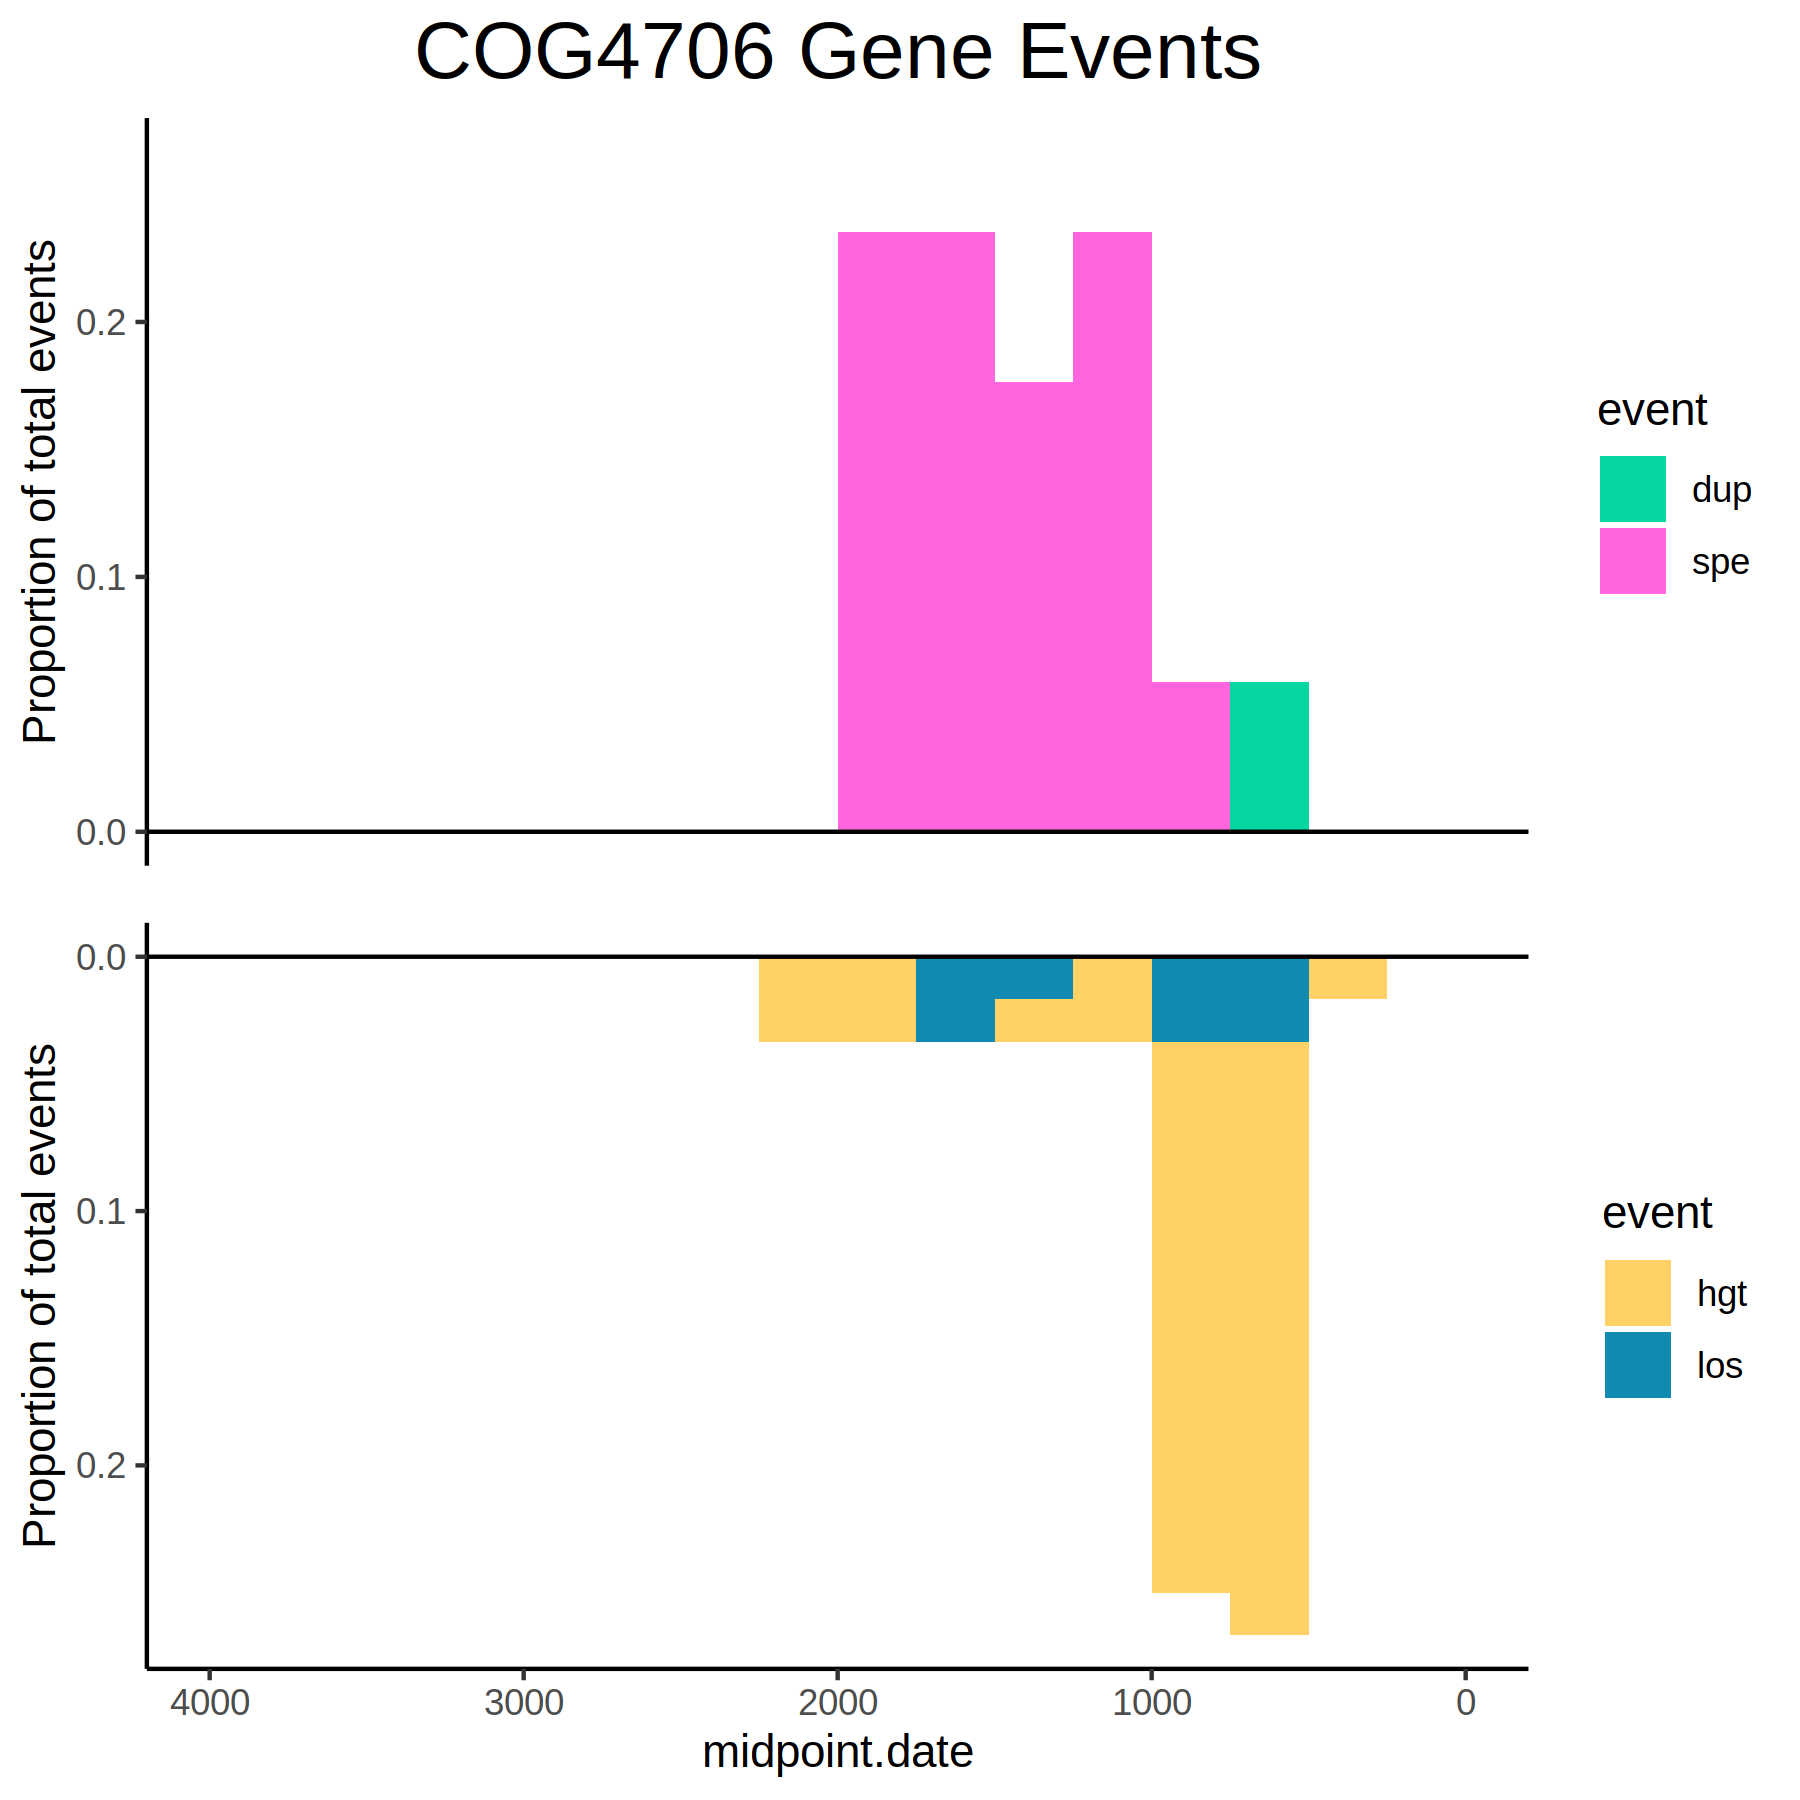 COG4706 Gene Events
Proportion of total events
0.2
0.1
0.0
event
dup
spe
Proportion of total events
0.0
0.1
0.2
event
hgt
los
4000 3000 2000 1000 0
midpoint.date